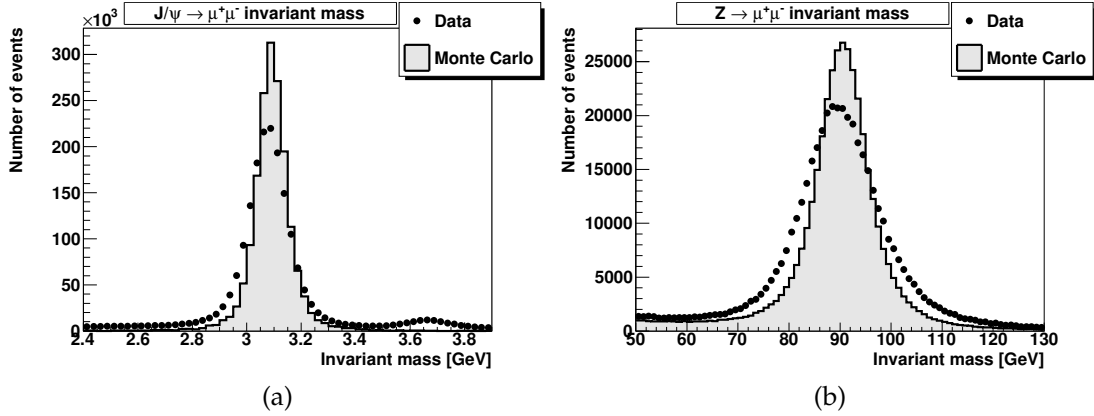 J/ψ → μ⁺μ⁻ invariant mass
Data
Monte Carlo
×10³
Number of events
300
250
200
150
100
50
0
2.4 2.6 2.8 3 3.2 3.4 3.6 3.8
Invariant mass [GeV]
(a)
Z → μ⁺μ⁻ invariant mass
Data
Monte Carlo
Number of events
25000
20000
15000
10000
5000
0
50 60 70 80 90 100 110 120 130
Invariant mass [GeV]
(b)